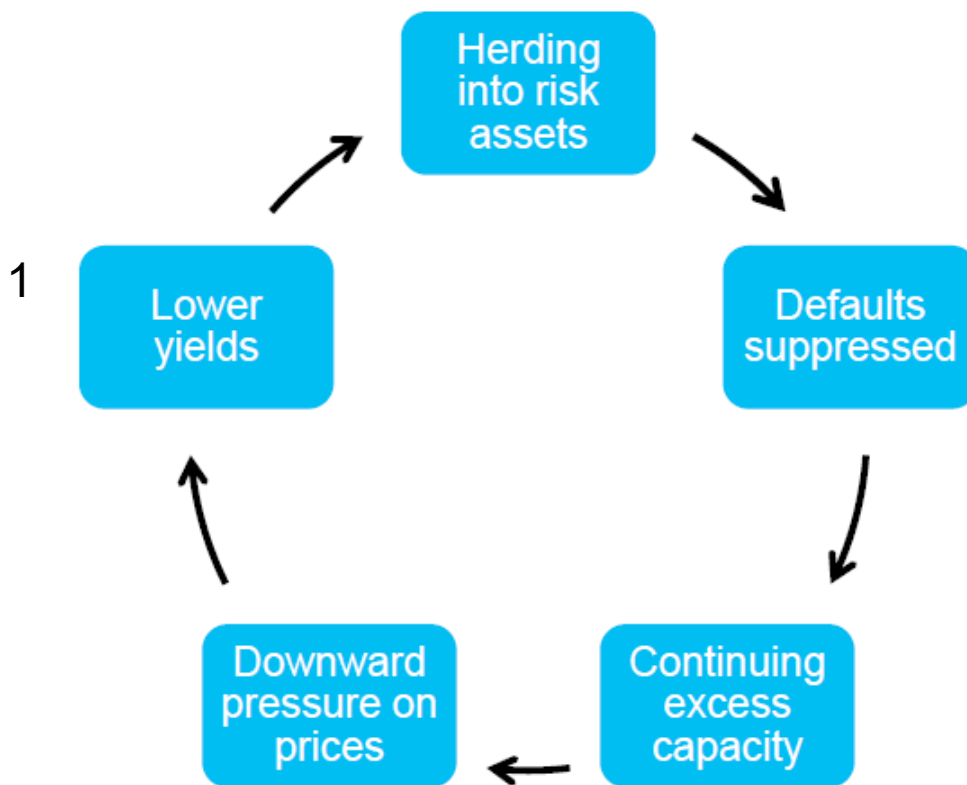 Herding
into risk
assets
1
Lower
yields
Defaults
suppressed
Downward
pressure on
prices
Continuing
excess
capacity